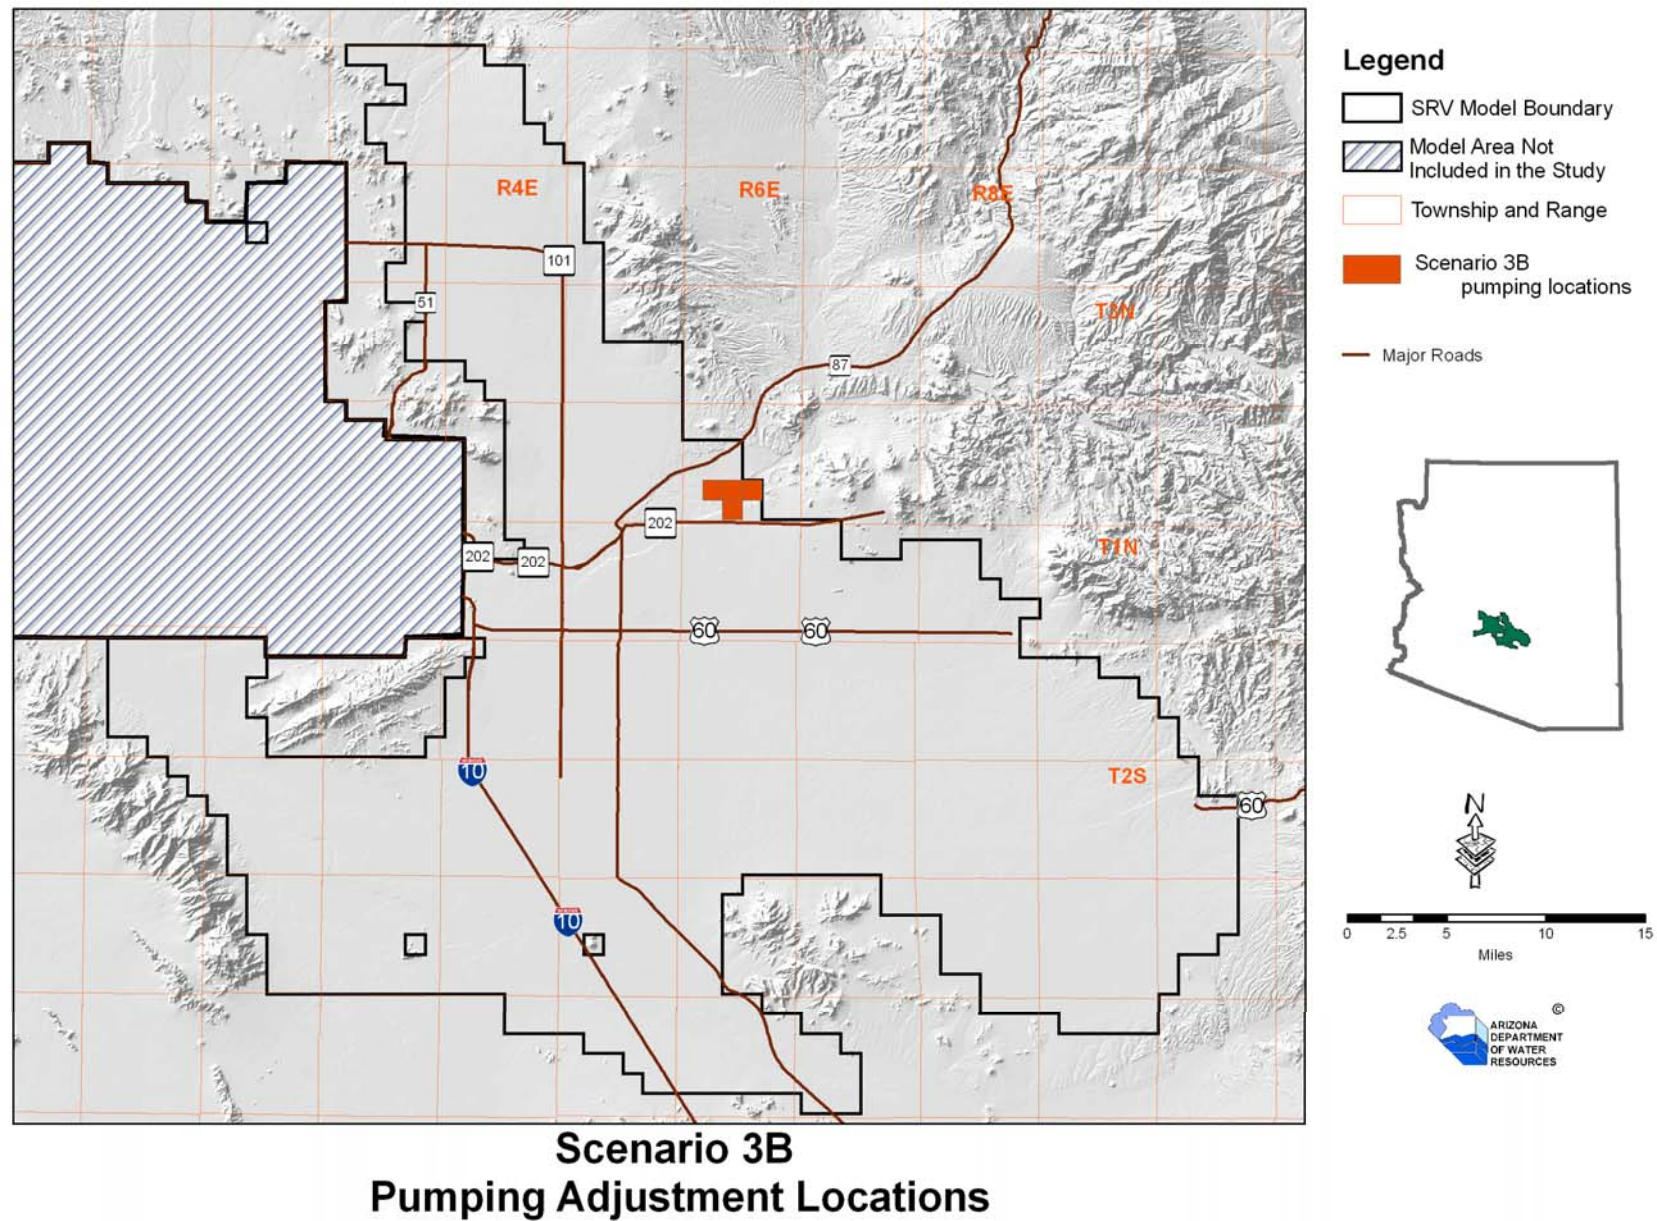 R4E
R6E
R8E
101
51
T3N
87
202
202
202
T1N
60
60
10
T2S
60
10
Legend
SRV Model Boundary
Model Area Not
Included in the Study
Township and Range
Scenario 3B
pumping locations
Major Roads
N
0 2.5 5 10 15
Miles
©
ARIZONA
DEPARTMENT
OF WATER
RESOURCES
Scenario 3B
Pumping Adjustment Locations